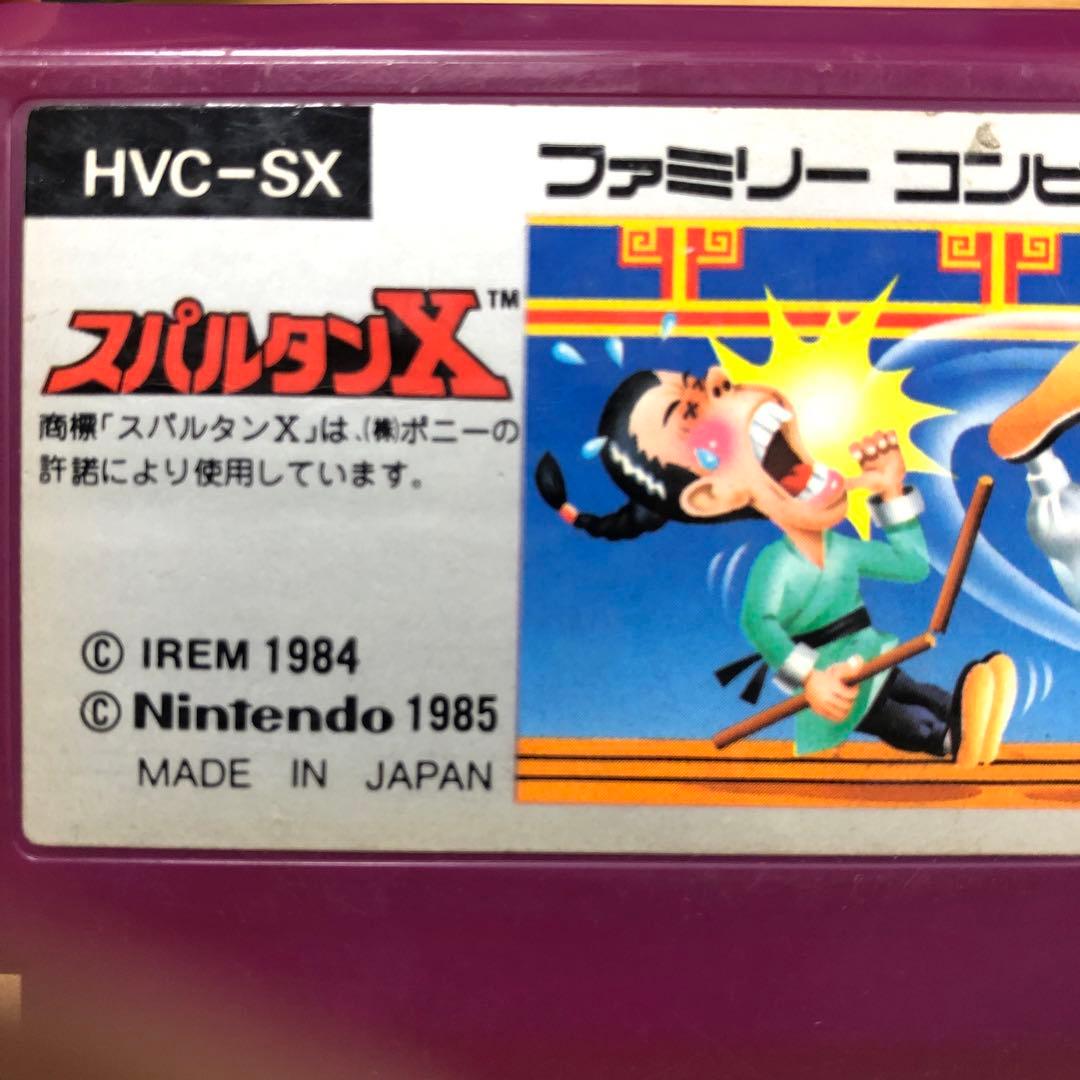 HVC-SX
ファミリー コンピ
スパルタンX™
商標「スパルタンX」は、(株)ポニーの
許諾により使用しています。
© IREM 1984
© Nintendo 1985
MADE IN JAPAN